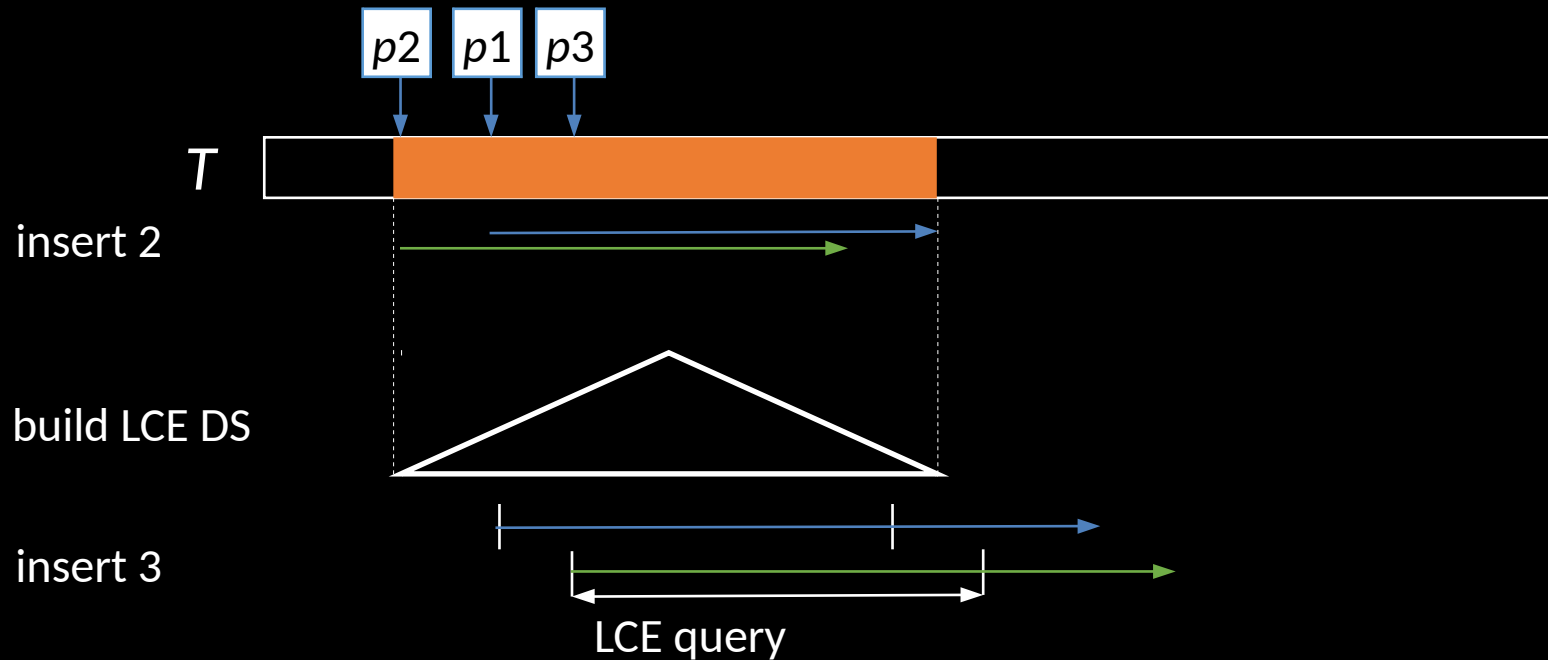 p2 p1 p3
T
insert 2
build LCE DS
insert 3
LCE query